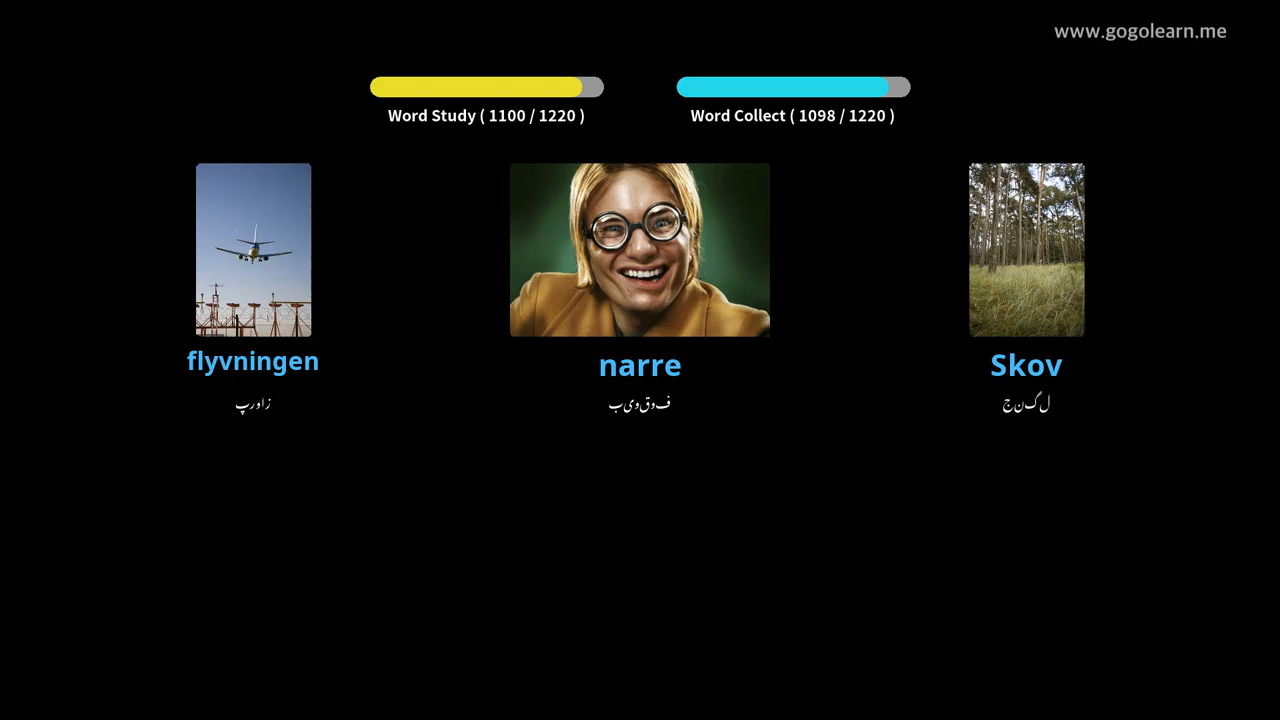 www.gogolearn.me
Word Study ( 1100 / 1220 )
Word Collect ( 1098 / 1220 )
flyvningen
زاورپ
narre
فوقویب
Skov
لگنج